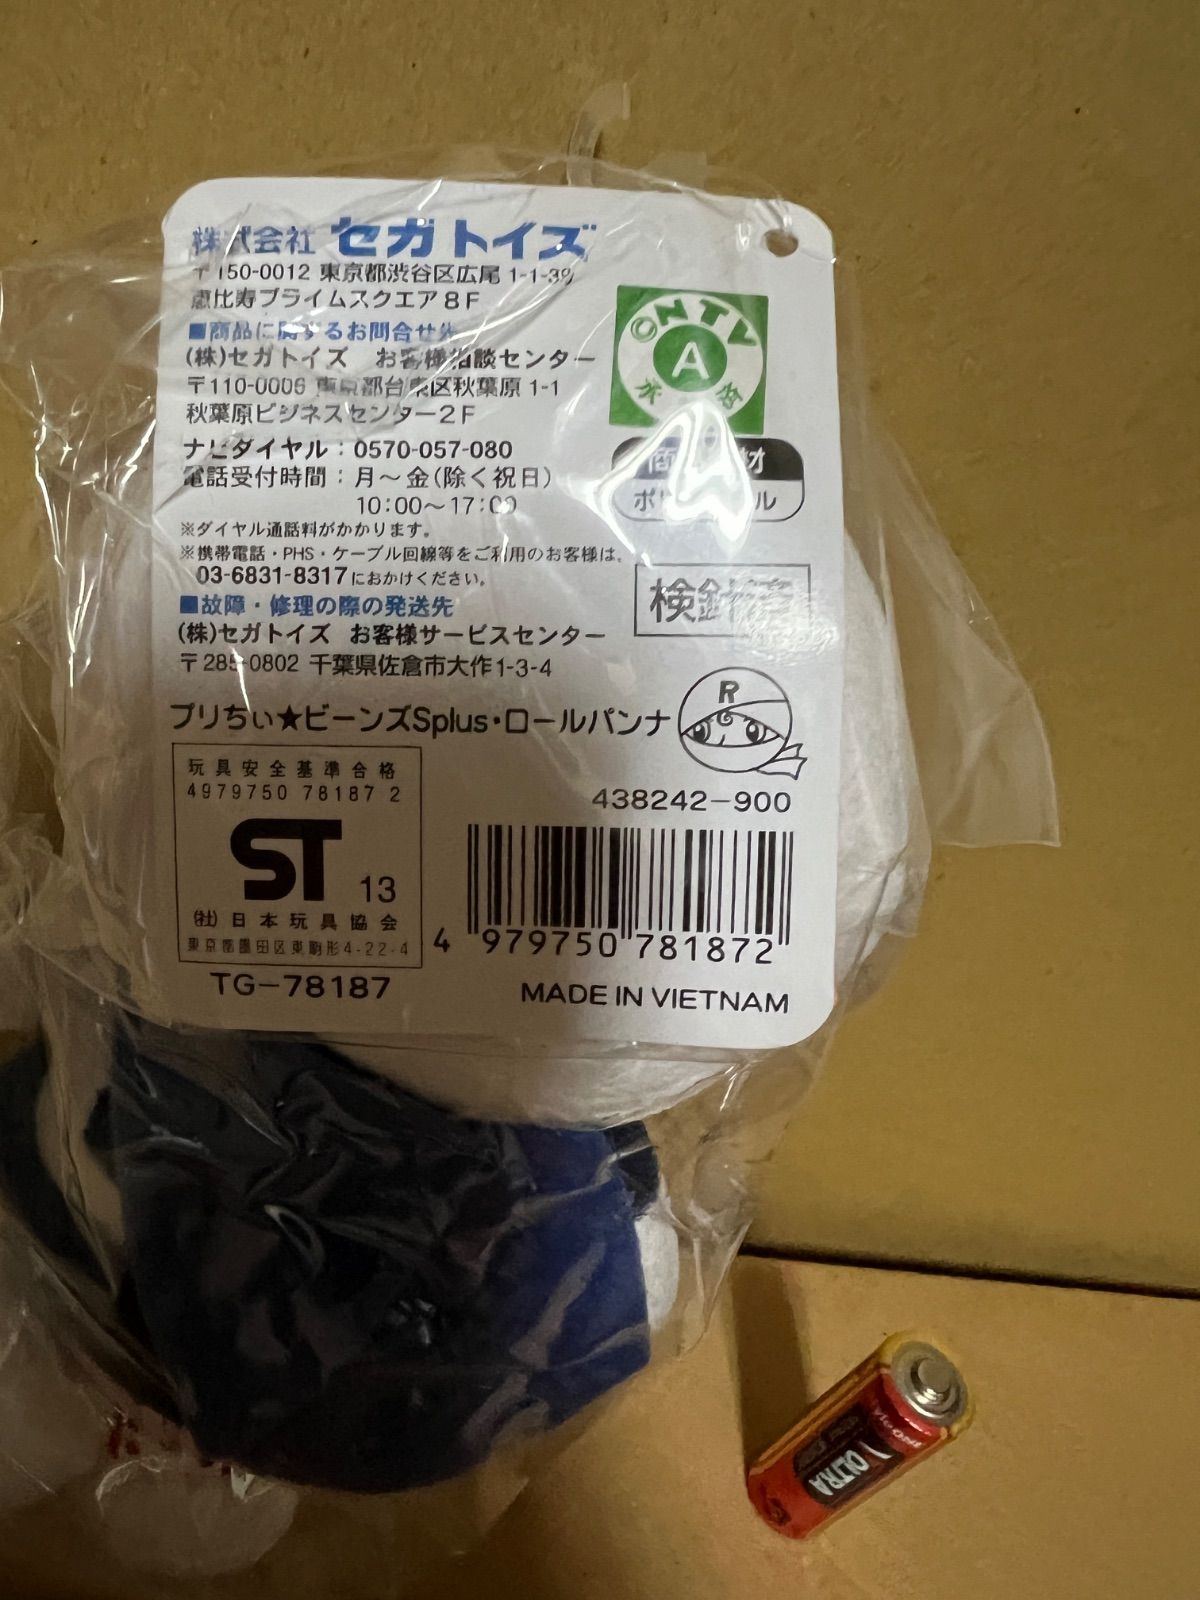 株式会社 セガトイズ
〒150-0012 東京都渋谷区広尾 1-1-39
恵比寿プライムスクエア8F
■商品に関するお問合せ先
(株)セガトイズ お客様相談センター
〒110-0006 東京都台東区秋葉原1-1
秋葉原ビジネスセンター2F
ナビダイヤル：0570-057-080
電話受付時間：月～金(除く祝日)
10:00～17:00
※ダイヤル通話料がかかります。
※携帯電話・PHS・ケーブル回線等をご利用のお客様は、
03-6831-8317におかけください。
■故障・修理の際の発送先
(株)セガトイズ お客様サービスセンター
〒285-0802 千葉県佐倉市大作1-3-4
©NTV
A
商 材
ポリ ル
検針
プリちぃ★ビーンズSplus・ロールパンナ
R
玩具安全基準合格
4979750 78187 2
ST 13
(社)日本玩具協会
東京都墨田区東駒形4-22-4
TG-78187
438242-900
4 979750 781872
MADE IN VIETNAM
ULTRA